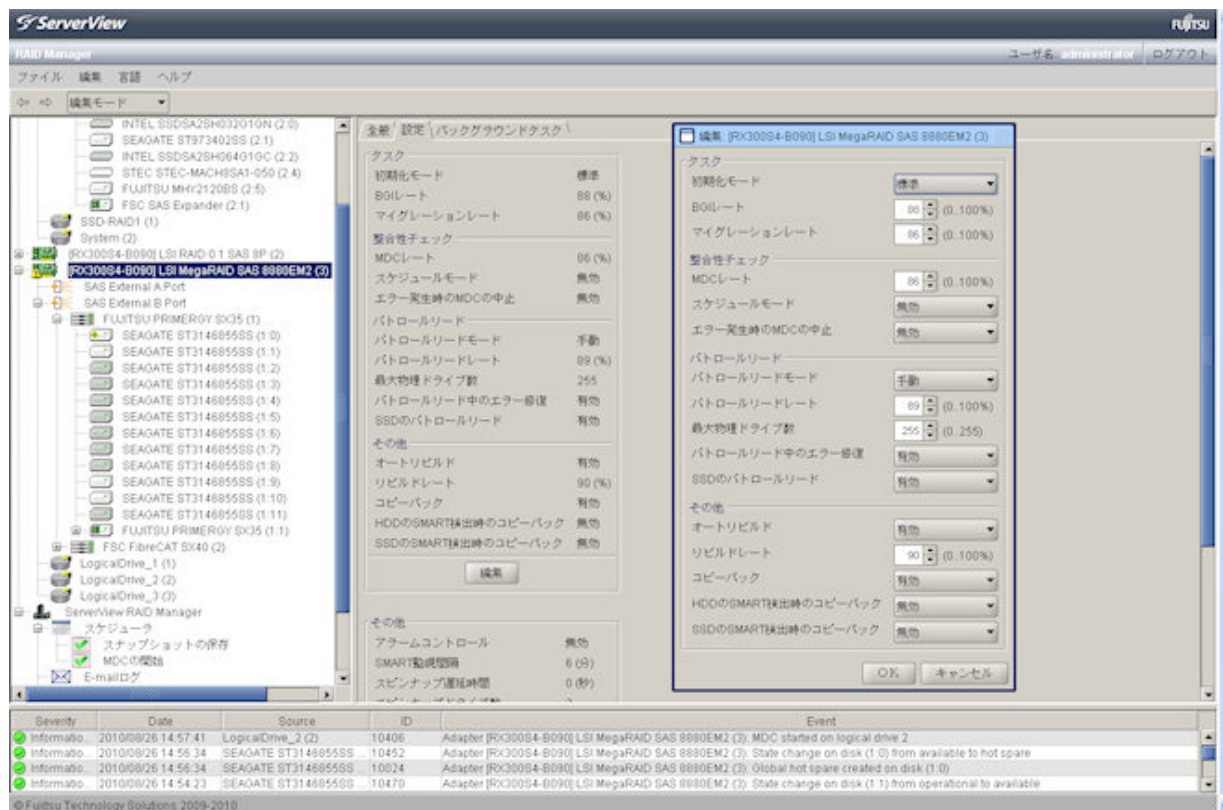 ServerView
FUJITSU
RAID Manager
ユーザ名: administrator ログアウト
ファイル 編集 言語 ヘルプ
編集モード
INTEL SSDSA2SH032G1GN (2:0)
SEAGATE ST973402SS (2:1)
INTEL SSDSA2SH064G1GC (2:2)
STEC STEC-MACH8SA1-050 (2:4)
FUJITSU MHY2120BS (2:5)
FSC SAS Expander (2:1)
SSD-RAID1 (1)
System (2)
[RX300S4-B090] LSI RAID 0 1 SAS 8P (2)
[RX300S4-B090] LSI MegaRAID SAS 8880EM2 (3)
SAS External A Port
SAS External B Port
FUJITSU PRIMERGY SX35 (1)
SEAGATE ST3146855SS (1:0)
SEAGATE ST3146855SS (1:1)
SEAGATE ST3146855SS (1:2)
SEAGATE ST3146855SS (1:3)
SEAGATE ST3146855SS (1:4)
SEAGATE ST3146855SS (1:5)
SEAGATE ST3146855SS (1:6)
SEAGATE ST3146855SS (1:7)
SEAGATE ST3146855SS (1:8)
SEAGATE ST3146855SS (1:9)
SEAGATE ST3146855SS (1:10)
SEAGATE ST3146855SS (1:11)
FUJITSU PRIMERGY SX35 (1:1)
FSC FibreCAT SX40 (2)
LogicalDrive_1 (1)
LogicalDrive_2 (2)
LogicalDrive_3 (3)
ServerView RAID Manager
スケジューラ
スナップショットの保存
MDCの開始
E-mailログ
全般 設定 バックグラウンドタスク
タスク
初期化モード 標準
BGIレート 88 (%)
マイグレーションレート 86 (%)
整合性チェック
MDCレート 86 (%)
スケジュールモード 無効
エラー発生時のMDCの中止 無効
パトロールリード
パトロールリードモード 手動
パトロールリードレート 89 (%)
最大物理ドライブ数 255
パトロールリード中のエラー修復 有効
SSDのパトロールリード 有効
その他
オートリビルド 有効
リビルドレート 90 (%)
コピーバック 有効
HDDのSMART検出時のコピーバック 無効
SSDのSMART検出時のコピーバック 無効
編集
その他
アラームコントロール 無効
SMART監視間隔 6 (分)
スピンナップ遅延時間 0 (秒)
編集: [RX300S4-B090] LSI MegaRAID SAS 8880EM2 (3)
タスク
初期化モード 標準
BGIレート 88 (0..100%)
マイグレーションレート 86 (0..100%)
整合性チェック
MDCレート 86 (0..100%)
スケジュールモード 無効
エラー発生時のMDCの中止 無効
パトロールリード
パトロールリードモード 手動
パトロールリードレート 89 (0..100%)
最大物理ドライブ数 255 (0..255)
パトロールリード中のエラー修復 有効
SSDのパトロールリード 有効
その他
オートリビルド 有効
リビルドレート 90 (0..100%)
コピーバック 有効
HDDのSMART検出時のコピーバック 無効
SSDのSMART検出時のコピーバック 無効
OK キャンセル
Severity Date Source ID Event
Informatio... 2010/08/26 14:57:41 LogicalDrive_2 (2) 10406 Adapter [RX300S4-B090] LSI MegaRAID SAS 8880EM2 (3): MDC started on logical drive 2
Informatio... 2010/08/26 14:56:34 SEAGATE ST3146855SS ... 10452 Adapter [RX300S4-B090] LSI MegaRAID SAS 8880EM2 (3): State change on disk (1:0) from available to hot spare
Informatio... 2010/08/26 14:56:34 SEAGATE ST3146855SS ... 10024 Adapter [RX300S4-B090] LSI MegaRAID SAS 8880EM2 (3): Global hot spare created on disk (1:0)
Informatio... 2010/08/26 14:54:23 SEAGATE ST3146855SS ... 10470 Adapter [RX300S4-B090] LSI MegaRAID SAS 8880EM2 (3): State change on disk (1:1) from operational to available
© Fujitsu Technology Solutions 2009-2010